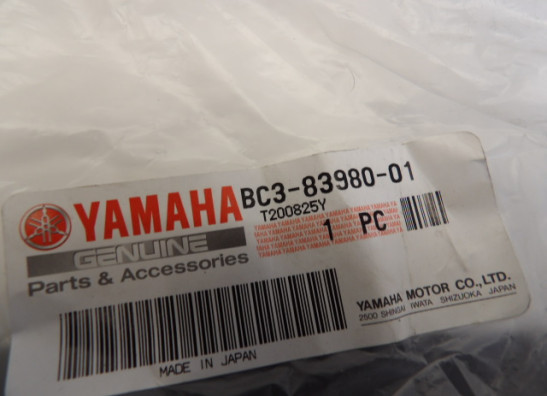 YAMAHA
GENUINE
Parts & Accessories
BC3-83980-01
T200825Y
1 PC
YAMAHA MOTOR CO.,LTD.
2500 SHINGAI IWATA SHIZUOKA JAPAN
MADE IN JAPAN